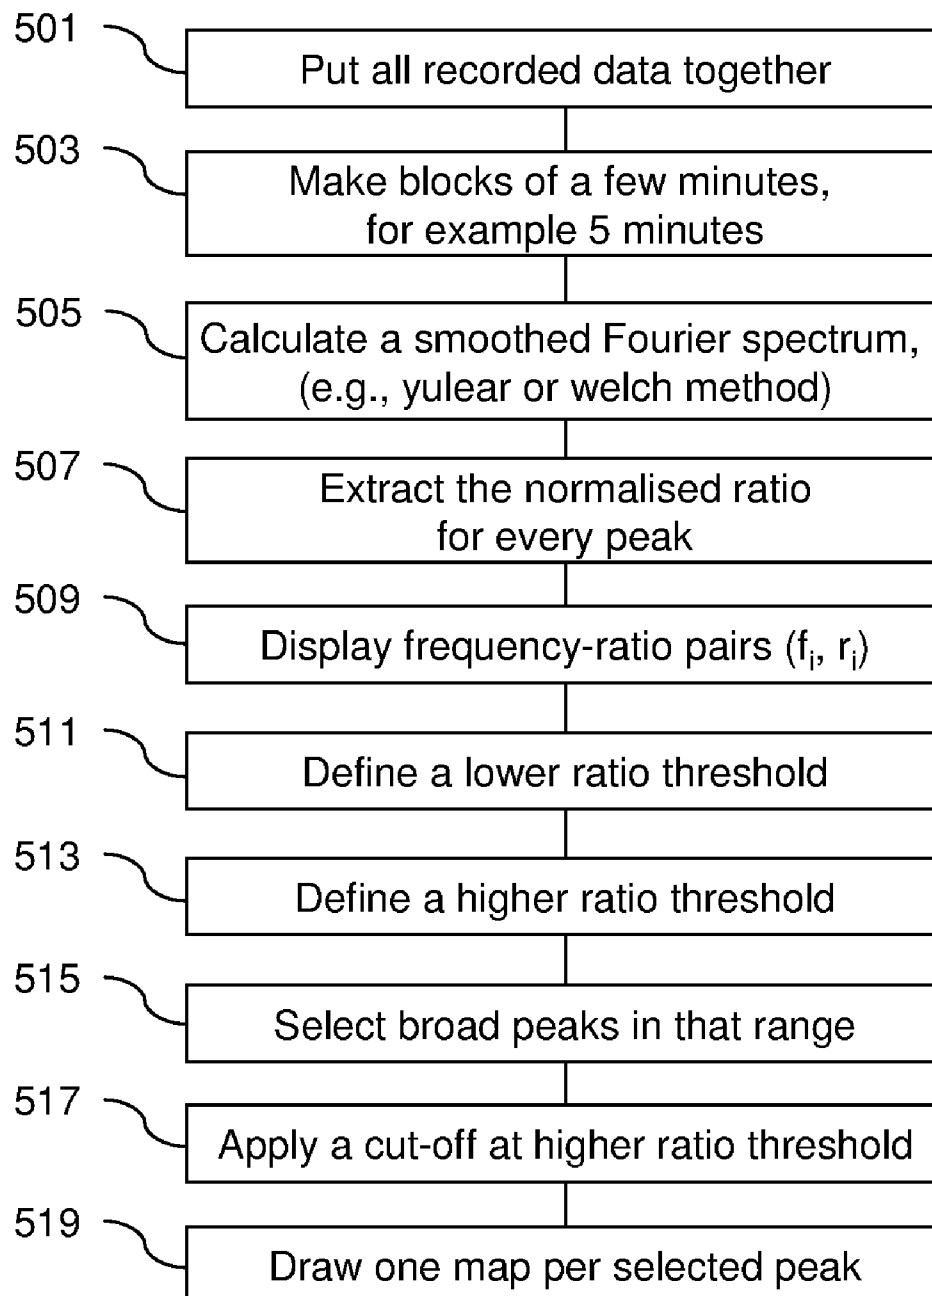 501
Put all recorded data together
503
Make blocks of a few minutes,
for example 5 minutes
505
Calculate a smoothed Fourier spectrum,
(e.g., yulear or welch method)
507
Extract the normalised ratio
for every peak
509
Display frequency-ratio pairs (fi, ri)
511
Define a lower ratio threshold
513
Define a higher ratio threshold
515
Select broad peaks in that range
517
Apply a cut-off at higher ratio threshold
519
Draw one map per selected peak